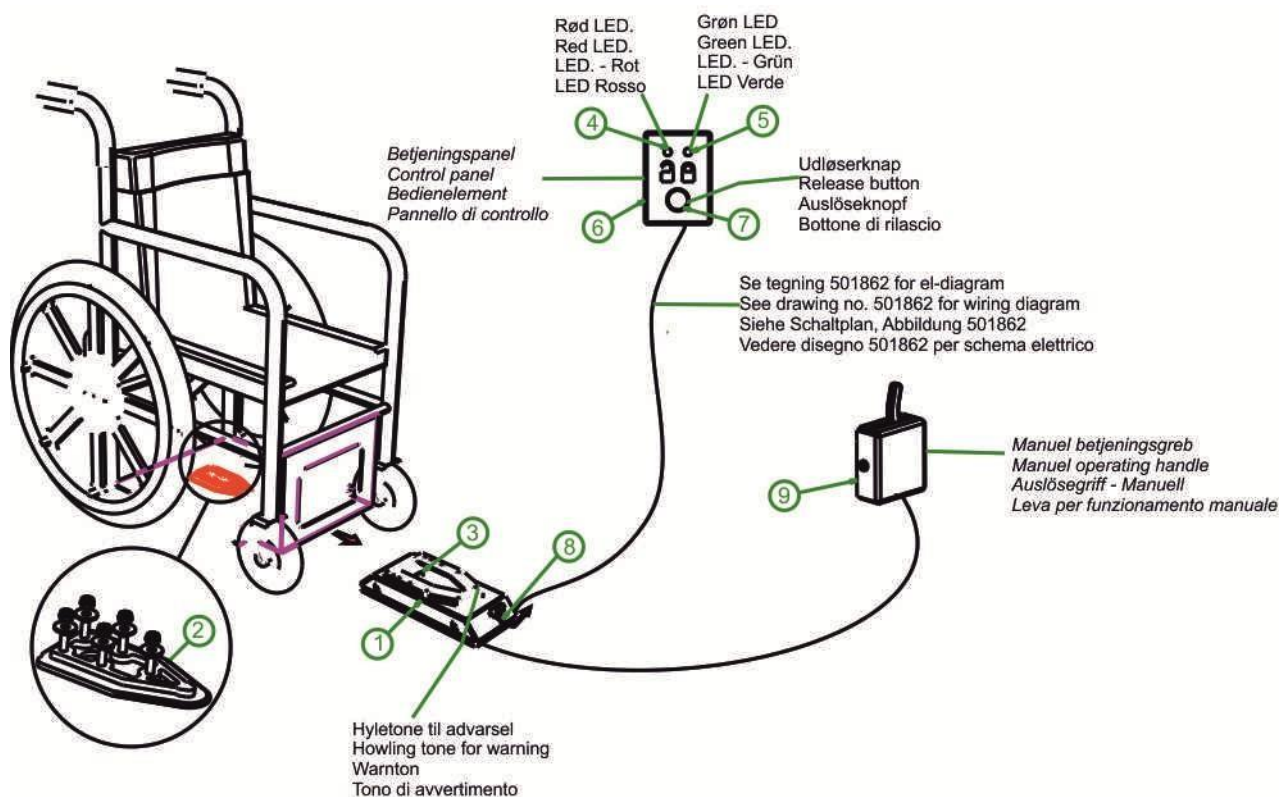 Rød LED.
Red LED.
LED. - Rot
LED Rosso
Grøn LED
Green LED.
LED. - Grün
LED Verde
4
5
Betjeningspanel
Control panel
Bedienelement
Pannello di controllo
6
7
Udløserknap
Release button
Auslöseknopf
Bottone di rilascio
Se tegning 501862 for el-diagram
See drawing no. 501862 for wiring diagram
Siehe Schaltplan, Abbildung 501862
Vedere disegno 501862 per schema elettrico
Manuel betjeningsgreb
Manuel operating handle
Auslösegriff - Manuell
Leva per funzionamento manuale
9
3
8
1
2
Hyletone til advarsel
Howling tone for warning
Warnton
Tono di avvertimento